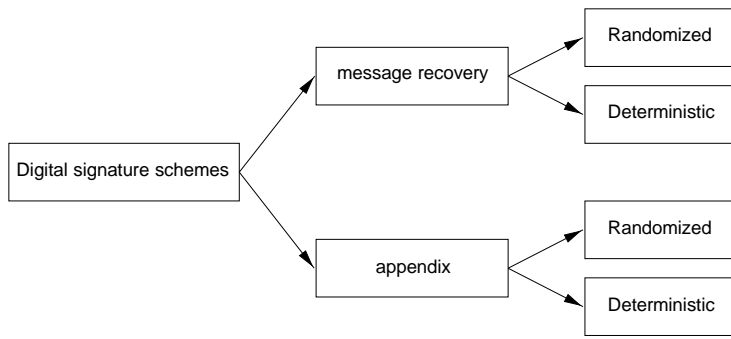 Digital signature schemes
message recovery
Randomized
Deterministic
appendix
Randomized
Deterministic